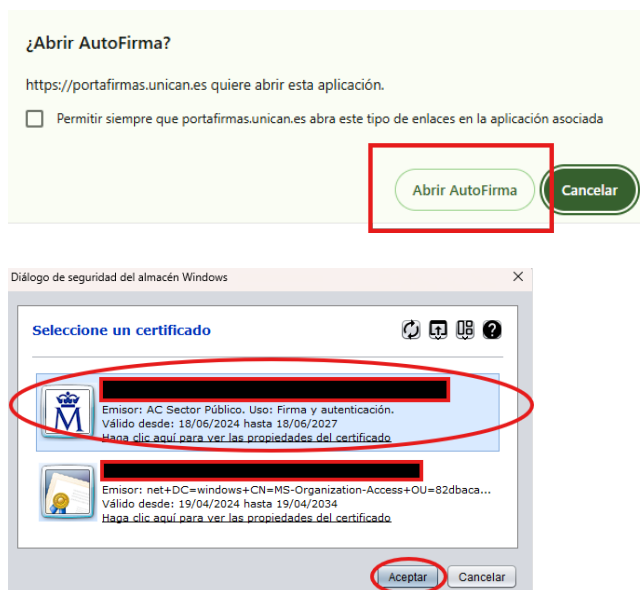 ¿Abrir AutoFirma?
https://portafirmas.unican.es quiere abrir esta aplicación.
Permitir siempre que portafirmas.unican.es abra este tipo de enlaces en la aplicación asociada
Abrir AutoFirma
Cancelar
Diálogo de seguridad del almacén Windows
Seleccione un certificado
Emisor: AC Sector Público. Uso: Firma y autenticación.
Válido desde: 18/06/2024 hasta 18/06/2027
Haga clic aquí para ver las propiedades del certificado
Emisor: net+DC=windows+CN=MS-Organization-Access+OU=82dbaca...
Válido desde: 19/04/2024 hasta 19/04/2034
Haga clic aquí para ver las propiedades del certificado
Aceptar
Cancelar